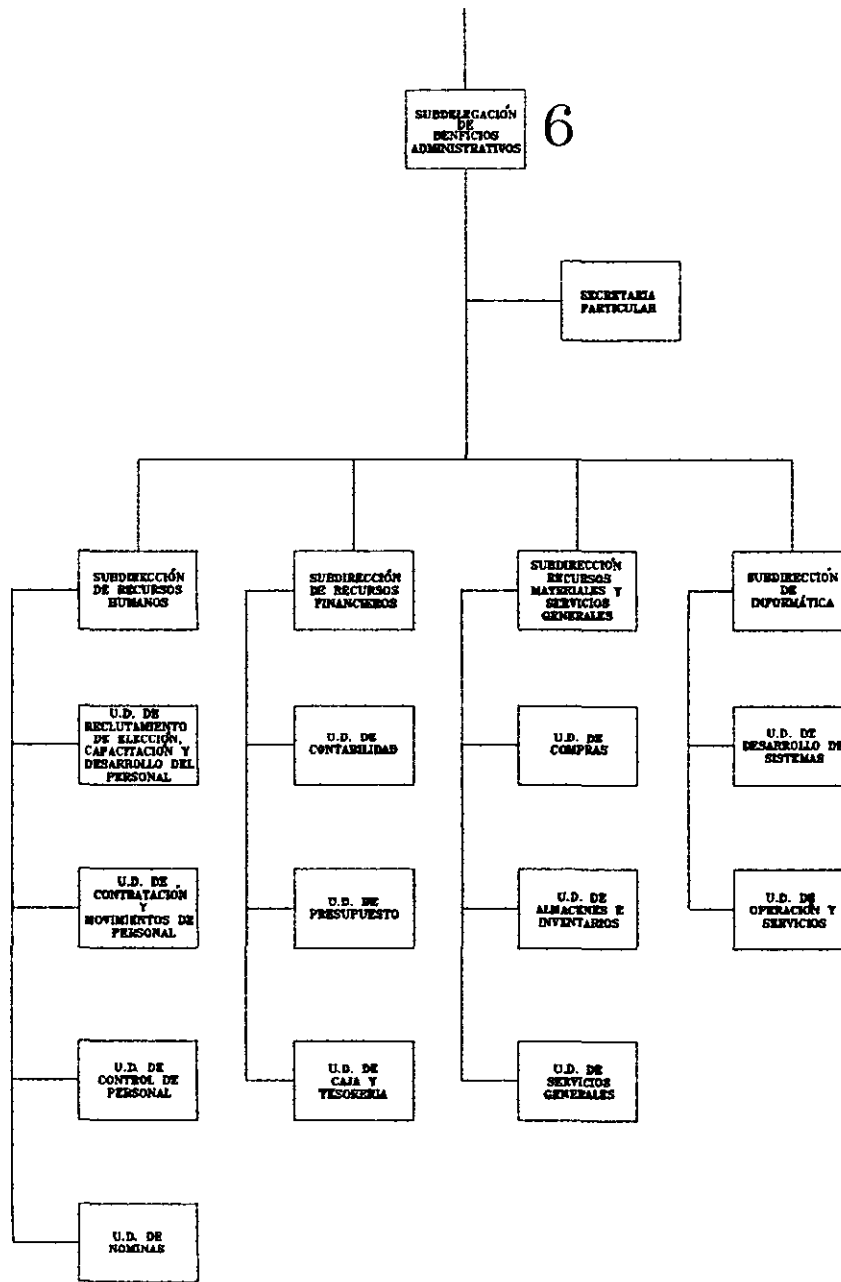 SUBDELEGACIÓN
DE
BENFICIOS
ADMINISTRATIVOS
6
SECRETARIA
PARTICULAR
SUBDIRECCIÓN
DE RECURSOS
HUMANOS
SUBDIRECCIÓN
DE RECURSOS
FINANCIEROS
SUBDIRECCIÓN
RECURSOS
MATERIALES Y
SERVICIOS
GENERALES
SUBDIRECCIÓN
DE
INFORMÁTICA
U.D. DE
RECLUTAMIENTO
DE ELECCIÓN,
CAPACITACIÓN Y
DESARROLLO DEL
PERSONAL
U.D. DE
CONTABILIDAD
U.D. DE
COMPRAS
U.D. DE
DESARROLLO DE
SISTEMAS
U.D. DE
CONTRATACIÓN
Y
MOVIMIENTOS DE
PERSONAL
U.D. DE
PRESUPUESTO
U.D. DE
ALMACENES E
INVENTARIOS
U.D. DE
OPERACIÓN Y
SERVICIOS
U.D. DE
CONTROL DE
PERSONAL
U.D. DE
CAJA Y
TESORERIA
U.D. DE
SERVICIOS
GENERALES
U.D. DE
NOMINAS